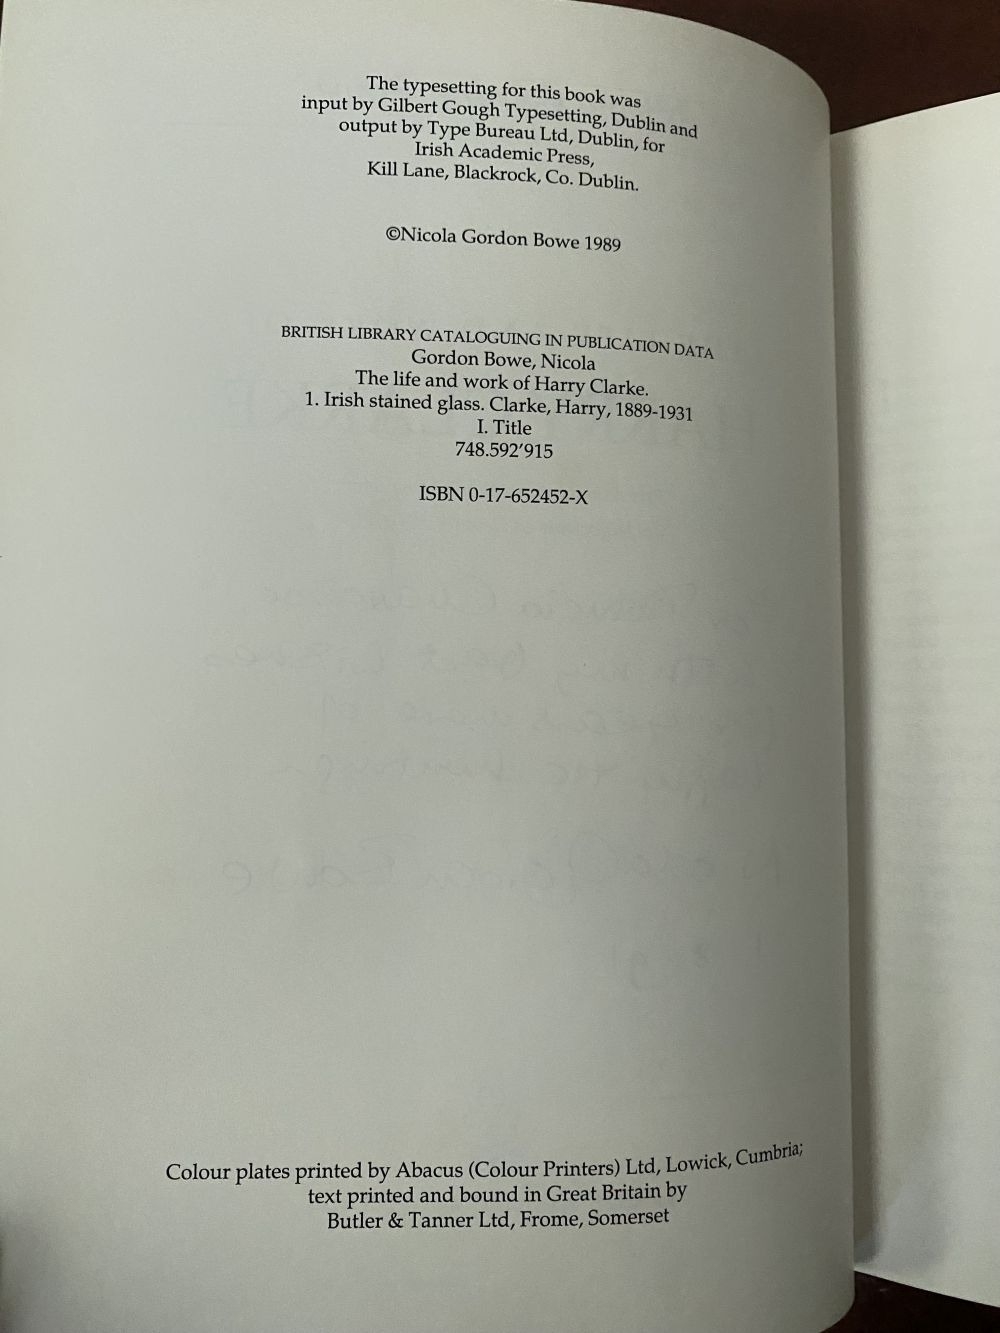 The typesetting for this book was
input by Gilbert Gough Typesetting, Dublin and
output by Type Bureau Ltd, Dublin, for
Irish Academic Press,
Kill Lane, Blackrock, Co. Dublin.
©Nicola Gordon Bowe 1989
BRITISH LIBRARY CATALOGUING IN PUBLICATION DATA
Gordon Bowe, Nicola
The life and work of Harry Clarke.
1. Irish stained glass. Clarke, Harry, 1889-1931
I. Title
748.592'915
ISBN 0-17-652452-X
Colour plates printed by Abacus (Colour Printers) Ltd, Lowick, Cumbria;
text printed and bound in Great Britain by
Butler & Tanner Ltd, Frome, Somerset